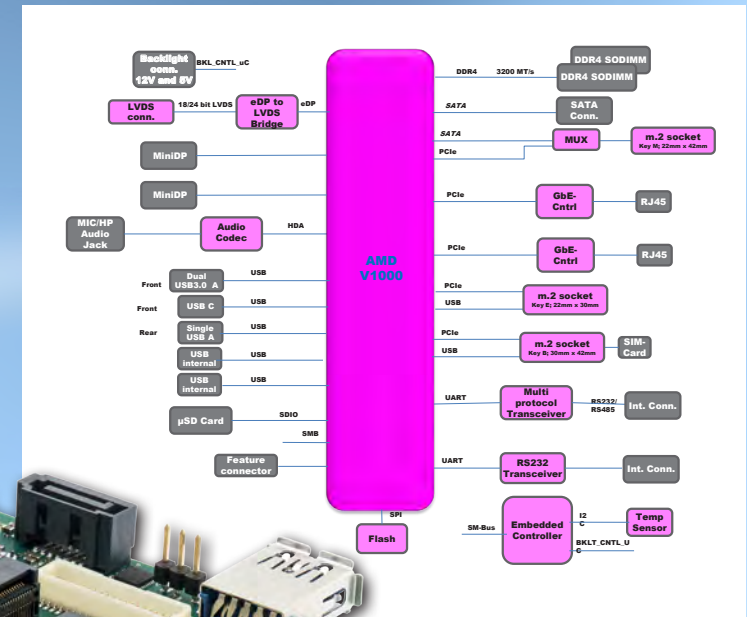 Backlight
conn.
12V and 5V
BKL_CNTL_uC
LVDS
conn.
18/24 bit LVDS
eDP to
LVDS
Bridge
eDP
MiniDP
MiniDP
MIC/HP
Audio
Jack
Audio
Codec
HDA
Front
Dual
USB3.0 A
USB
Front
USB C
USB
Rear
Single
USB A
USB
USB
internal
USB
USB
internal
USB
µSD Card
SDIO
SMB
Feature
connector
AMD
V1000
SPI
Flash
DDR4 3200 MT/s
DDR4 SODIMM
DDR4 SODIMM
SATA
SATA
Conn.
SATA
PCIe
MUX
m.2 socket
Key M; 22mm x 42mm
PCIe
GbE-
Cntrl
RJ45
PCIe
GbE-
Cntrl
RJ45
PCIe
USB
m.2 socket
Key E; 22mm x 30mm
PCIe
USB
m.2 socket
Key B; 30mm x 42mm
SIM-
Card
UART
Multi
protocol
Transceiver
RS232/
RS485
Int. Conn.
UART
RS232
Transceiver
Int. Conn.
SM-Bus
Embedded
Controller
I2
C
Temp
Sensor
BKLT_CNTL_U
C